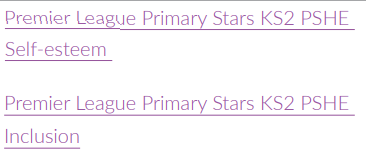 Premier League Primary Stars KS2 PSHE
Self-esteem
Premier League Primary Stars KS2 PSHE
Inclusion